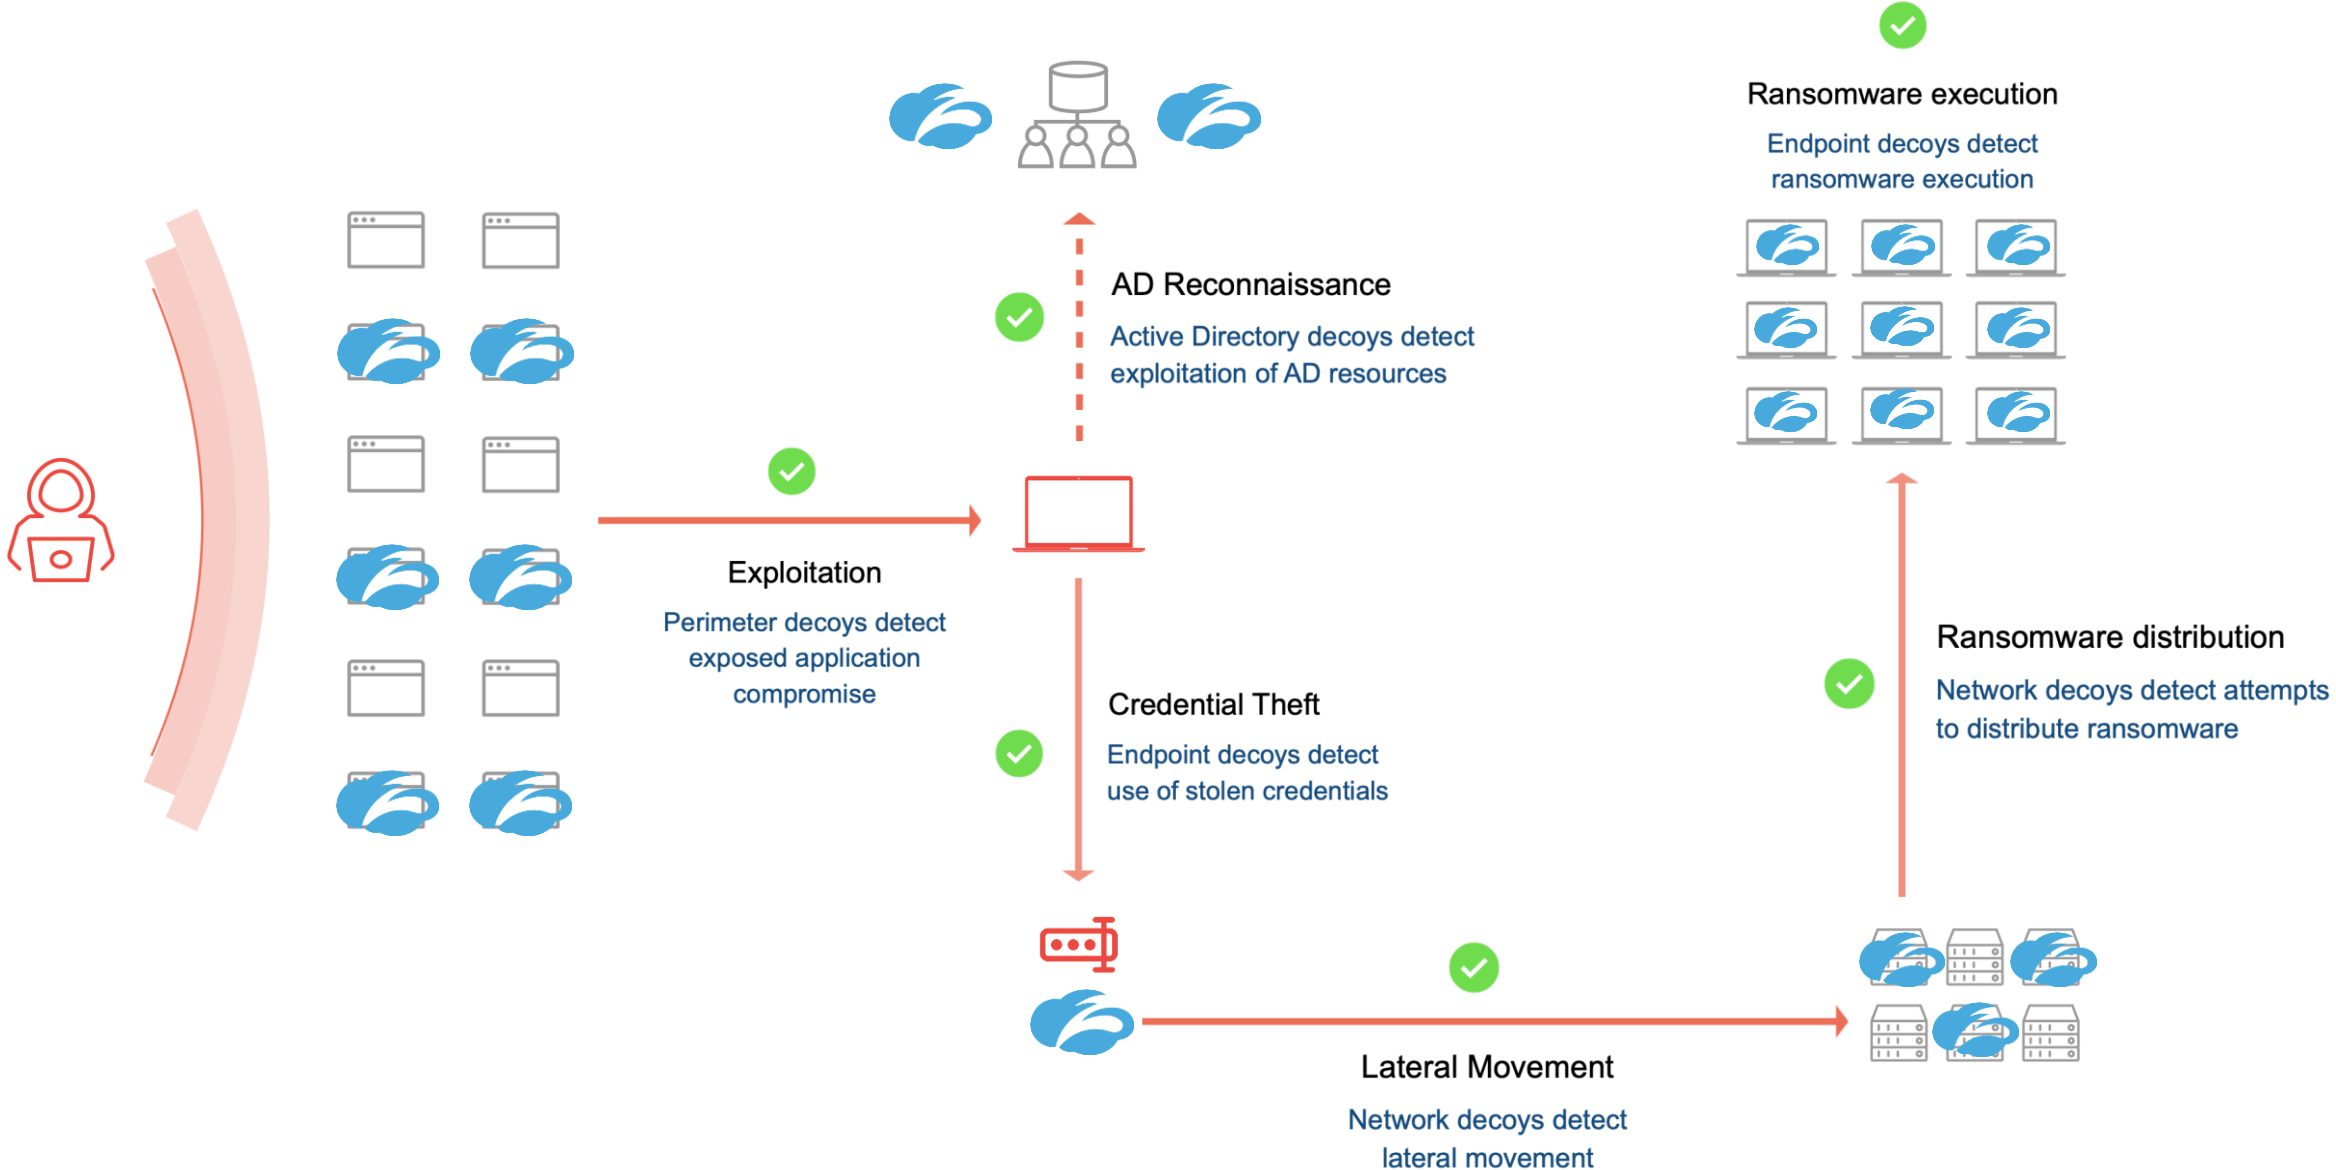 Ransomware execution
Endpoint decoys detect
ransomware execution
AD Reconnaissance
Active Directory decoys detect
exploitation of AD resources
Exploitation
Perimeter decoys detect
exposed application
compromise
Credential Theft
Endpoint decoys detect
use of stolen credentials
Ransomware distribution
Network decoys detect attempts
to distribute ransomware
Lateral Movement
Network decoys detect
lateral movement